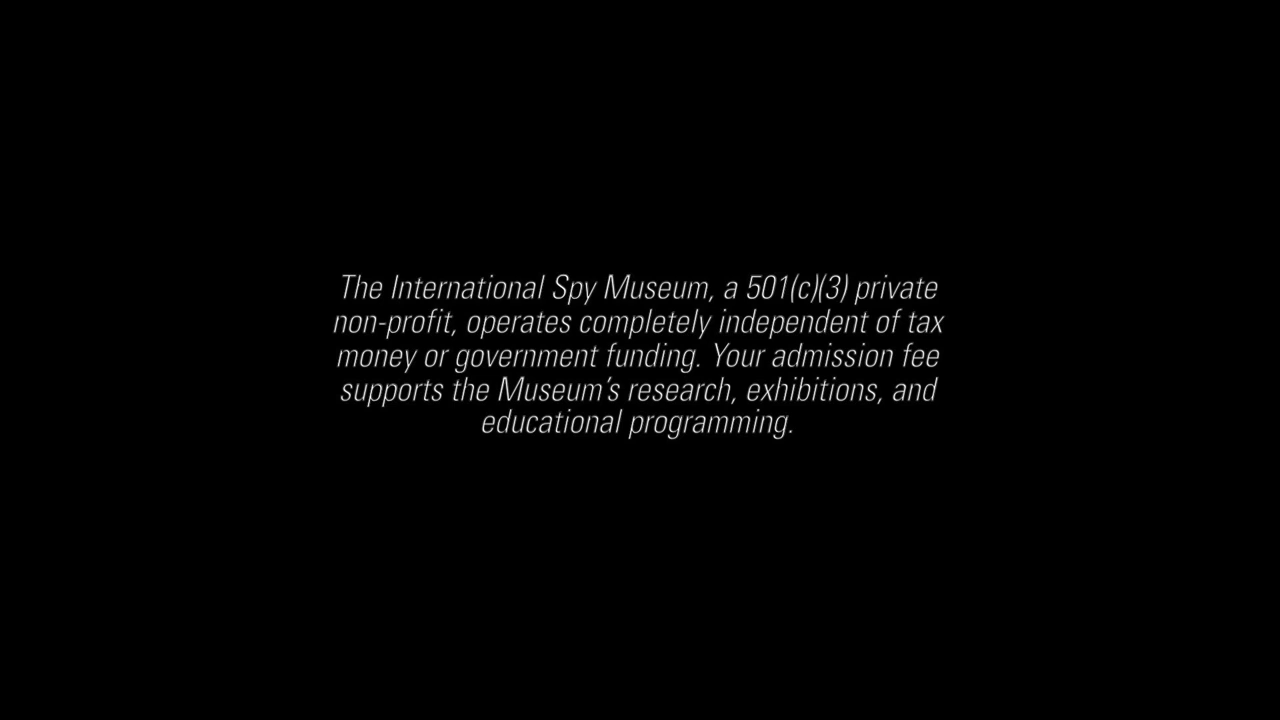 The International Spy Museum, a 501(c)(3) private
non-profit, operates completely independent of tax
money or government funding. Your admission fee
supports the Museum's research, exhibitions, and
educational programming.